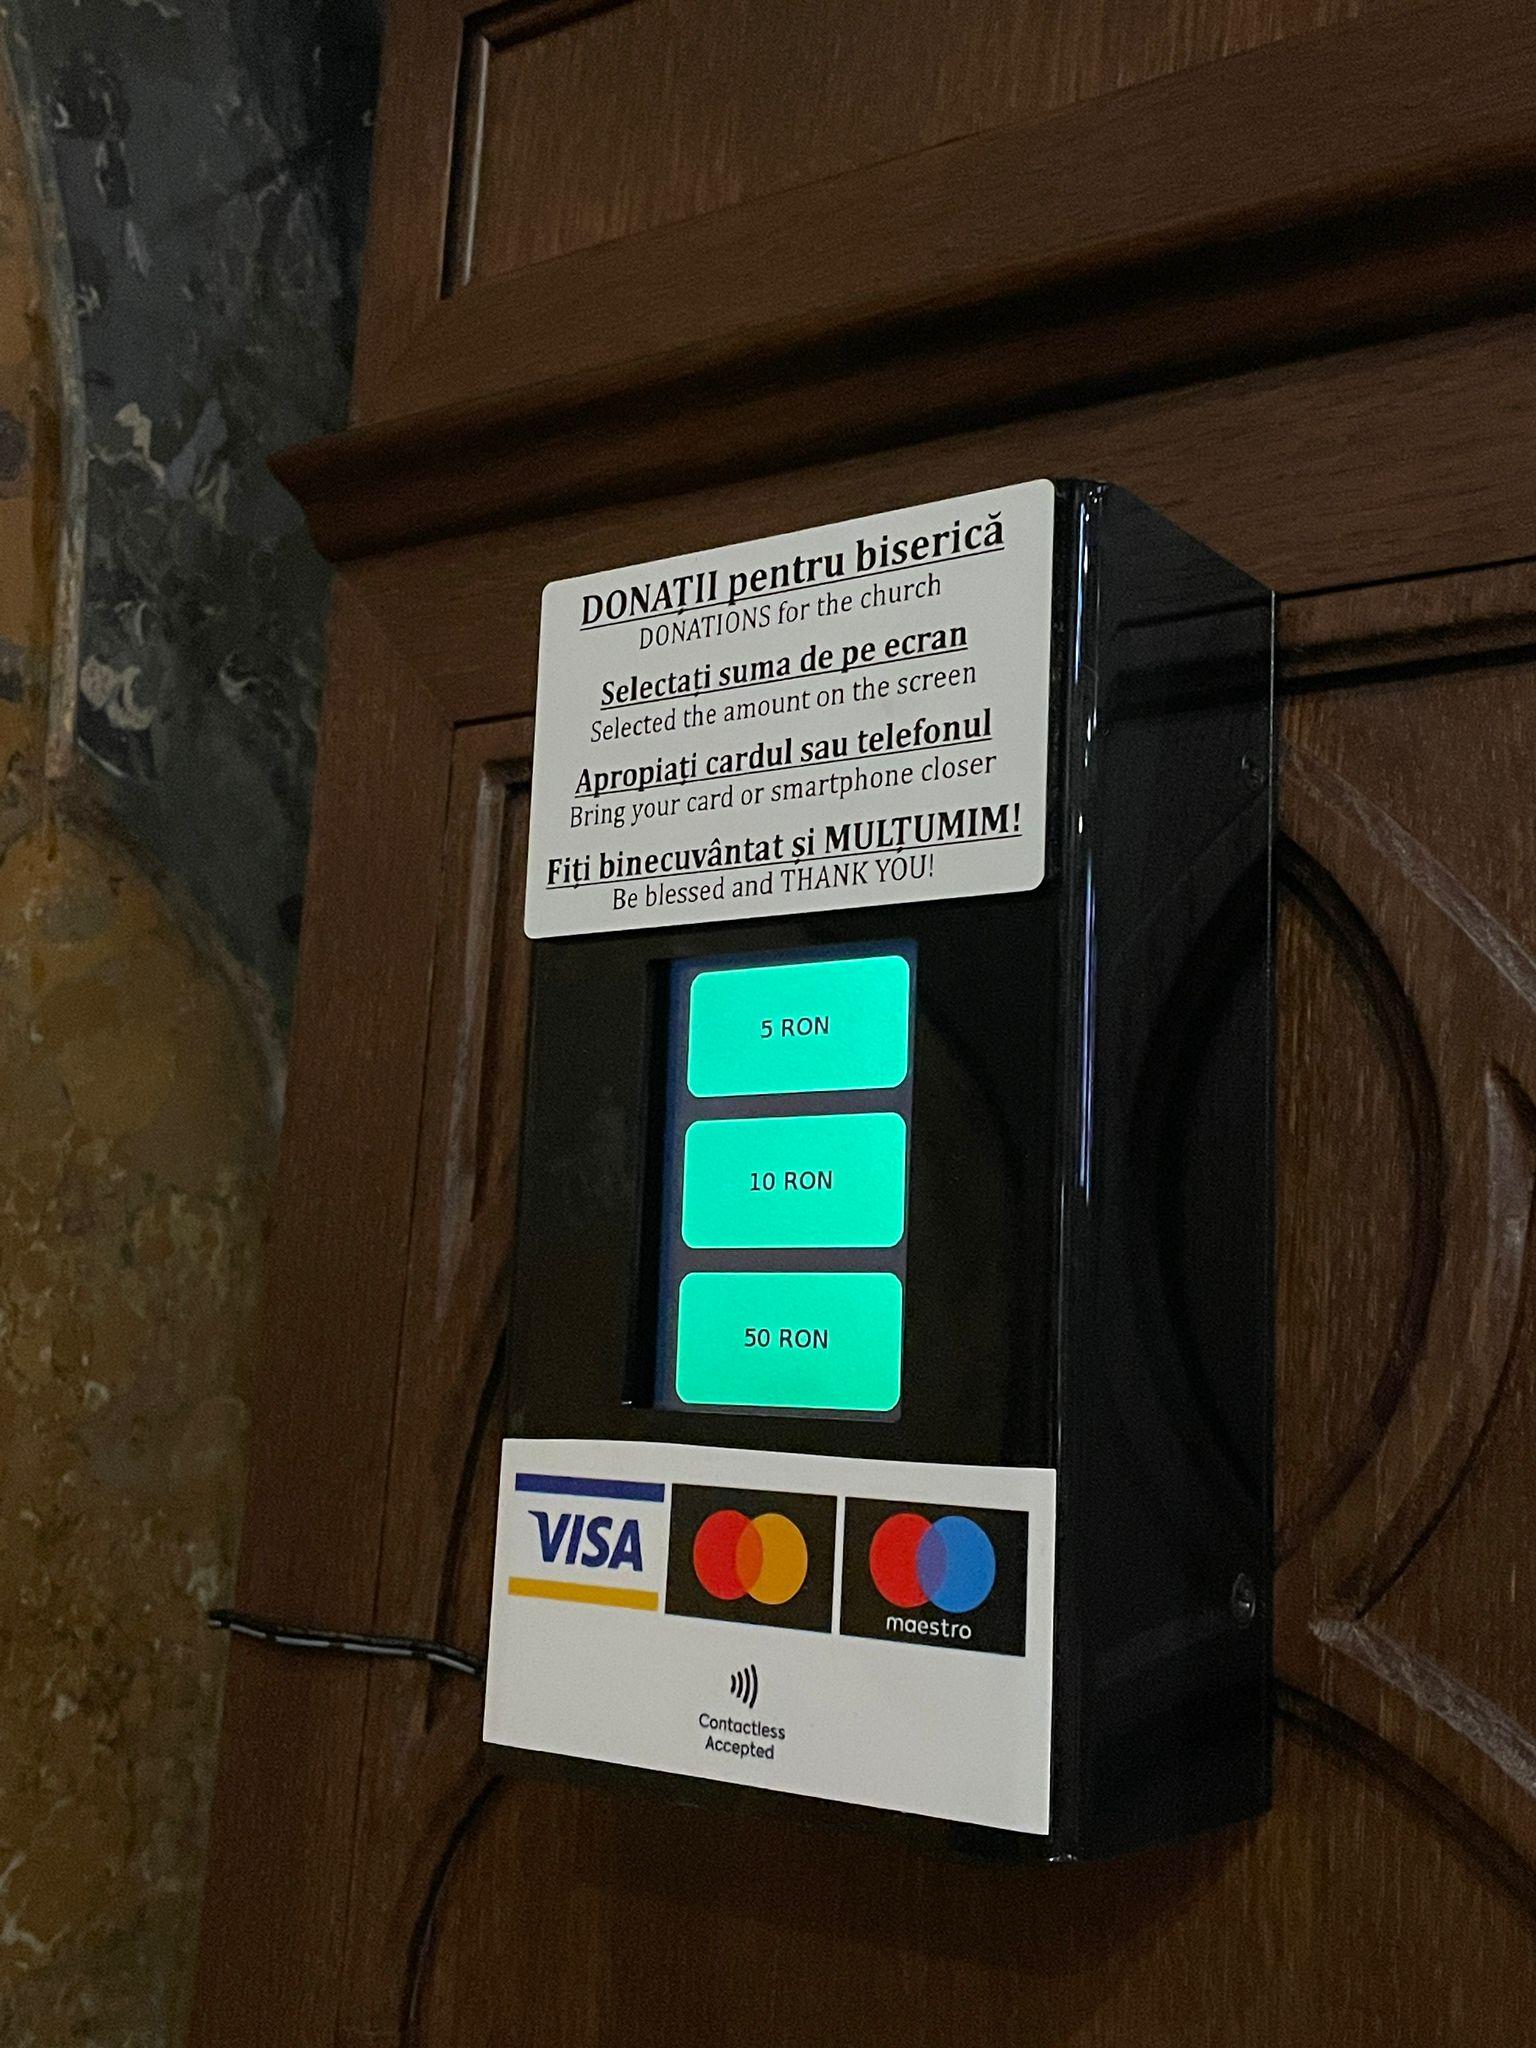 DONAȚII pentru biserică
DONATIONS for the church
Selectați suma de pe ecran
Selected the amount on the screen
Apropiați cardul sau telefonul
Bring your card or smartphone closer
Fiți binecuvântat și MULȚUMIM!
Be blessed and THANK YOU!
5 RON
10 RON
50 RON
VISA
maestro
Contactless
Accepted